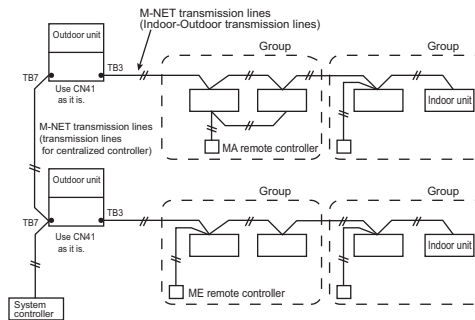 M-NET transmission lines
(Indoor-Outdoor transmission lines)
Outdoor unit
Group
Group
TB7
TB3
Use CN41
as it is.
Indoor unit
M-NET transmission lines
(transmission lines
for centralized controller)
MA remote controller
Outdoor unit
Group
Group
TB7
TB3
Use CN41
as it is.
Indoor unit
System
controller
ME remote controller